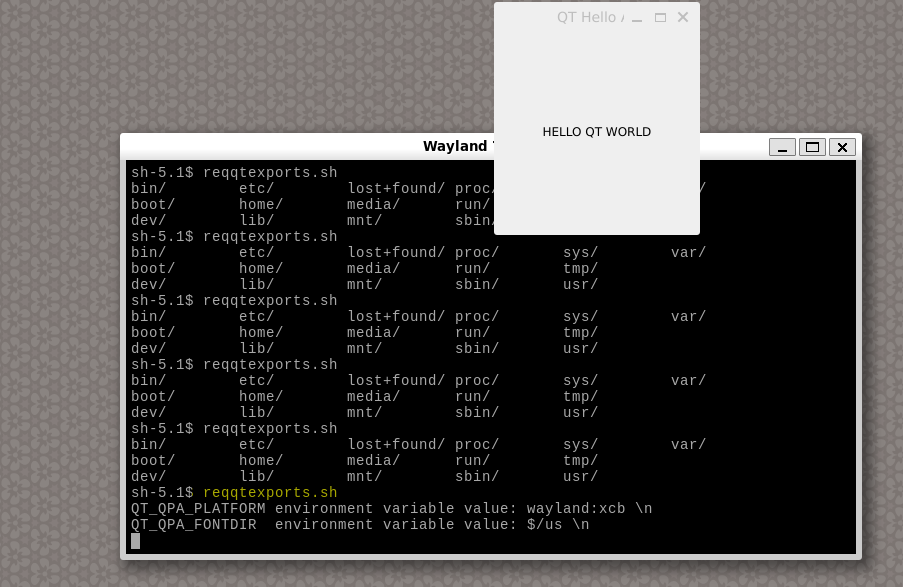 QT Hello
HELLO QT WORLD
Wayland
sh-5.1$ reqqtexports.sh
bin/ etc/ lost+found/ proc/ /
boot/ home/ media/ run/
dev/ lib/ mnt/ sbin/
sh-5.1$ reqqtexports.sh
bin/ etc/ lost+found/ proc/ sys/ var/
boot/ home/ media/ run/ tmp/
dev/ lib/ mnt/ sbin/ usr/
sh-5.1$ reqqtexports.sh
bin/ etc/ lost+found/ proc/ sys/ var/
boot/ home/ media/ run/ tmp/
dev/ lib/ mnt/ sbin/ usr/
sh-5.1$ reqqtexports.sh
bin/ etc/ lost+found/ proc/ sys/ var/
boot/ home/ media/ run/ tmp/
dev/ lib/ mnt/ sbin/ usr/
sh-5.1$ reqqtexports.sh
bin/ etc/ lost+found/ proc/ sys/ var/
boot/ home/ media/ run/ tmp/
dev/ lib/ mnt/ sbin/ usr/
sh-5.1$ reqqtexports.sh
QT_QPA_PLATFORM environment variable value: wayland:xcb \n
QT_QPA_FONTDIR  environment variable value: $/us \n